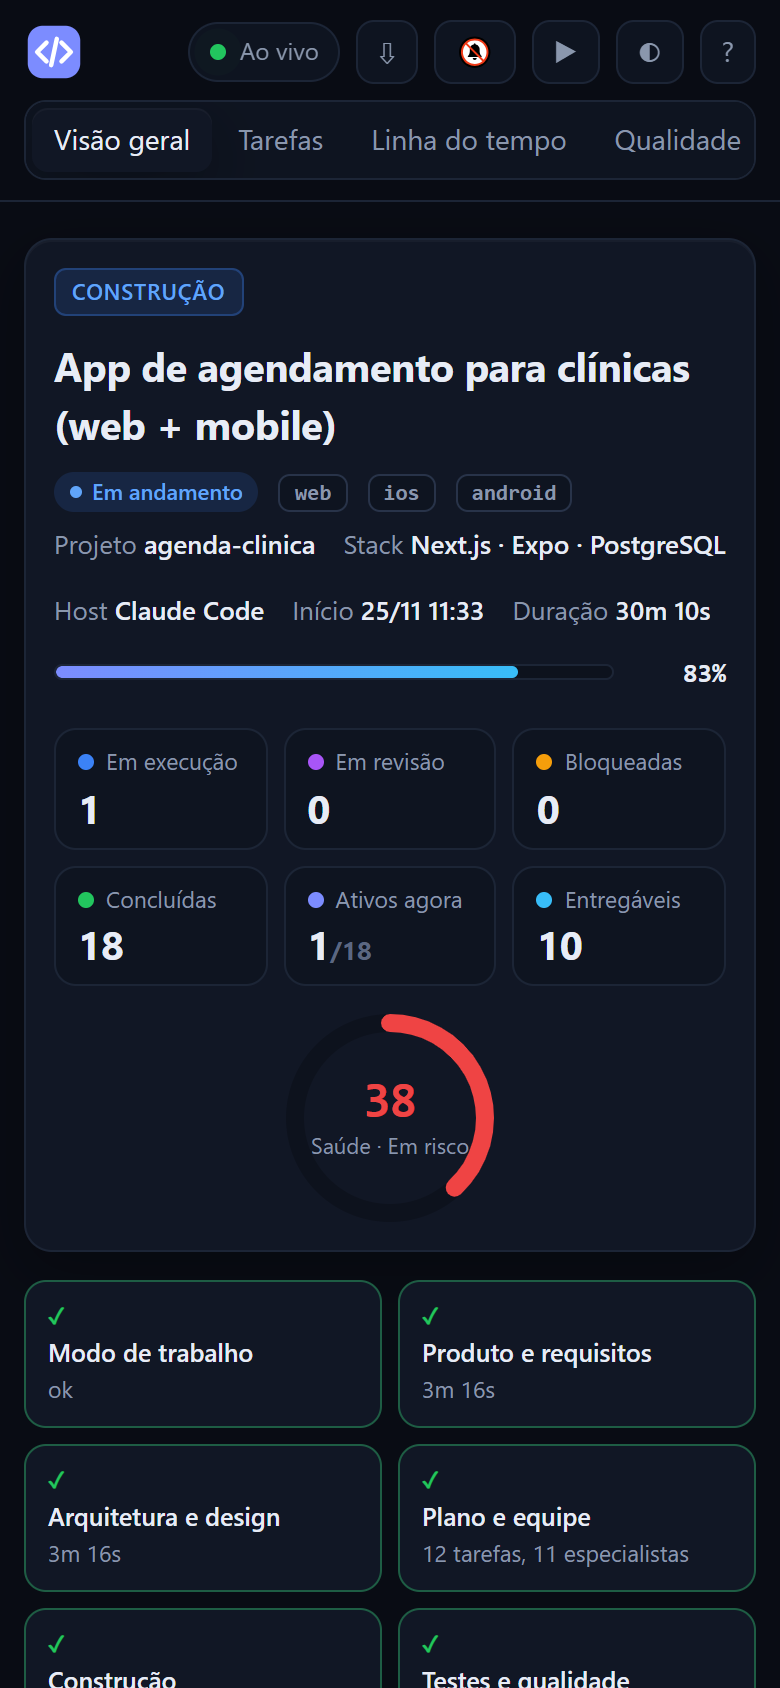 </>
Ao vivo
?
Visão geral Tarefas Linha do tempo Qualidade
CONSTRUÇÃO
App de agendamento para clínicas
(web + mobile)
Em andamento web ios android
Projeto agenda-clinica Stack Next.js · Expo · PostgreSQL
Host Claude Code Início 25/11 11:33 Duração 30m 10s
83%
Em execução
1
Em revisão
0
Bloqueadas
0
Concluídas
18
Ativos agora
1/18
Entregáveis
10
38
Saúde · Em risco
✓
Modo de trabalho
ok
✓
Produto e requisitos
3m 16s
✓
Arquitetura e design
3m 16s
✓
Plano e equipe
12 tarefas, 11 especialistas
✓
Construção
✓
Testes e qualidade